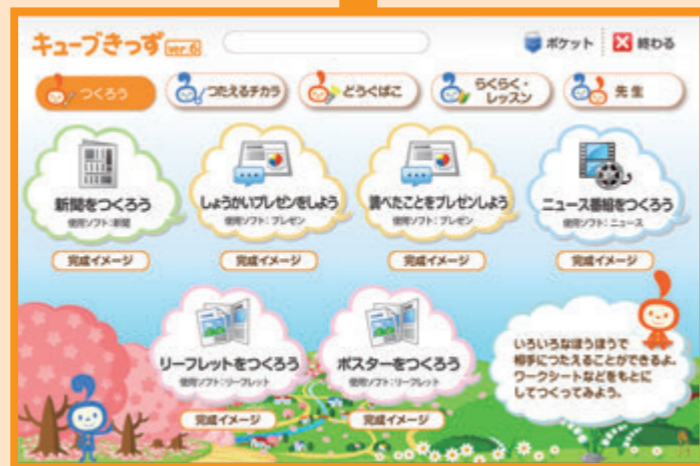 キューブきっず ver.6
ポケット
終わる
つくろう
つたえるチカラ
どうぐばこ
らくらく・
レッスン
先生
新聞をつくろう
使用ソフト：新聞
完成イメージ
しょうかいプレゼンをしよう
使用ソフト：プレゼン
完成イメージ
調べたことをプレゼンしよう
使用ソフト：プレゼン
完成イメージ
ニュース番組をつくろう
使用ソフト：ニュース
完成イメージ
リーフレットをつくろう
使用ソフト：リーフレット
完成イメージ
ポスターをつくろう
使用ソフト：リーフレット
完成イメージ
いろいろなほうほうで
相手につたえることができるよ。
ワークシートなどをもとに
してつくってみよう。